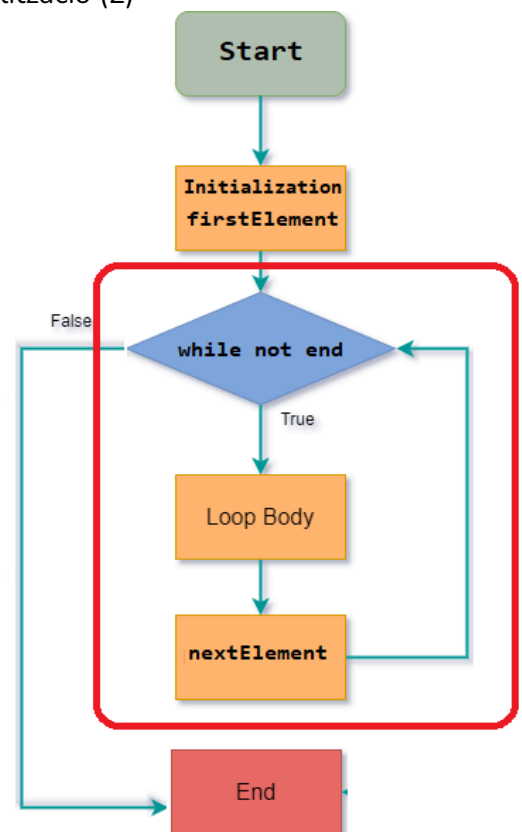 Start
Initialization
firstElement
False
while not end
True
Loop Body
nextElement
End